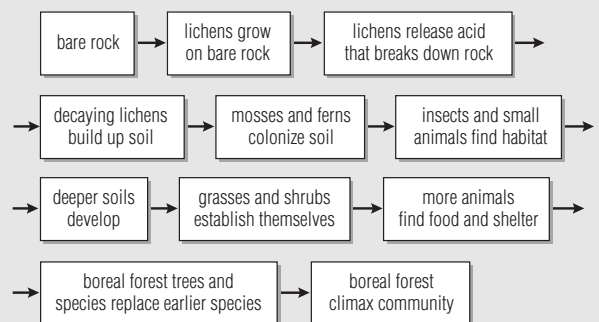 bare rock
lichens grow
on bare rock
lichens release acid
that breaks down rock
decaying lichens
build up soil
mosses and ferns
colonize soil
insects and small
animals find habitat
deeper soils
develop
grasses and shrubs
establish themselves
more animals
find food and shelter
boreal forest trees and
species replace earlier species
boreal forest
climax community